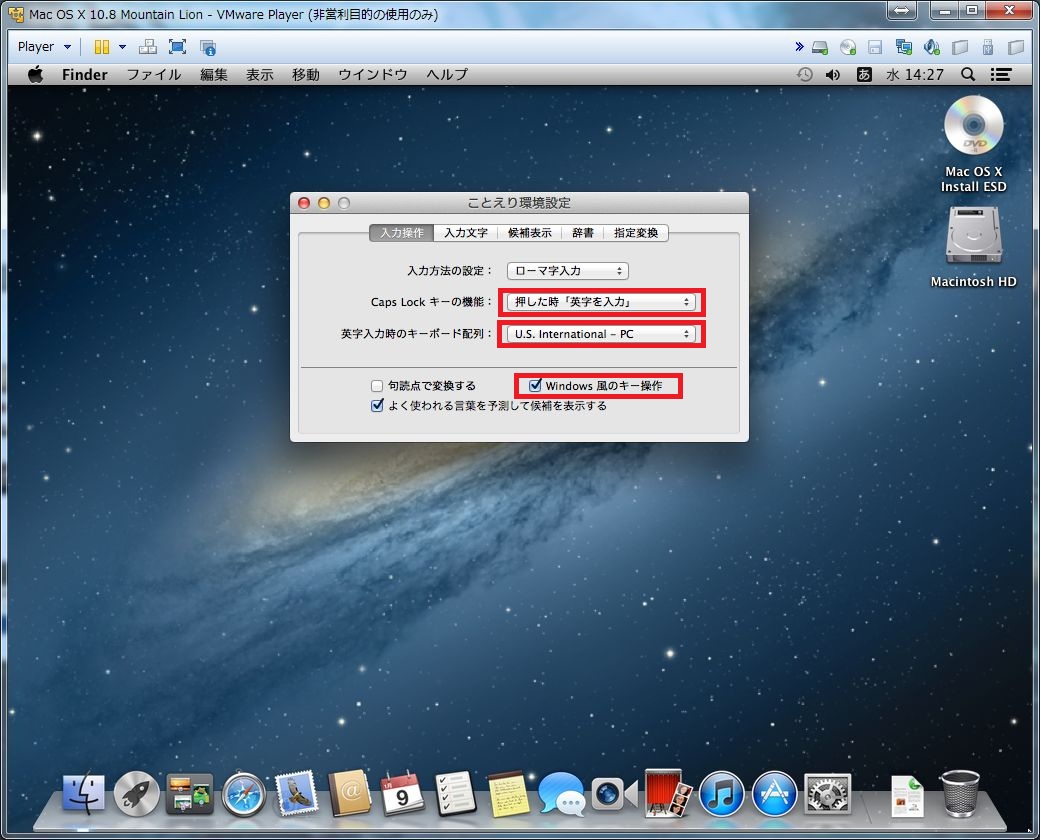 Mac OS X 10.8 Mountain Lion - VMware Player (非営利目的の使用のみ)
Player
Finder ファイル 編集 表示 移動 ウインドウ ヘルプ あ 水 14:27
Mac OS X
Install ESD
Macintosh HD
ことえり環境設定
入力操作 入力文字 候補表示 辞書 指定変換
入力方法の設定： ローマ字入力
Caps Lock キーの機能： 押した時「英字を入力」
英字入力時のキーボード配列： U.S. International – PC
句読点で変換する Windows 風のキー操作
よく使われる言葉を予測して候補を表示する
DVD
9